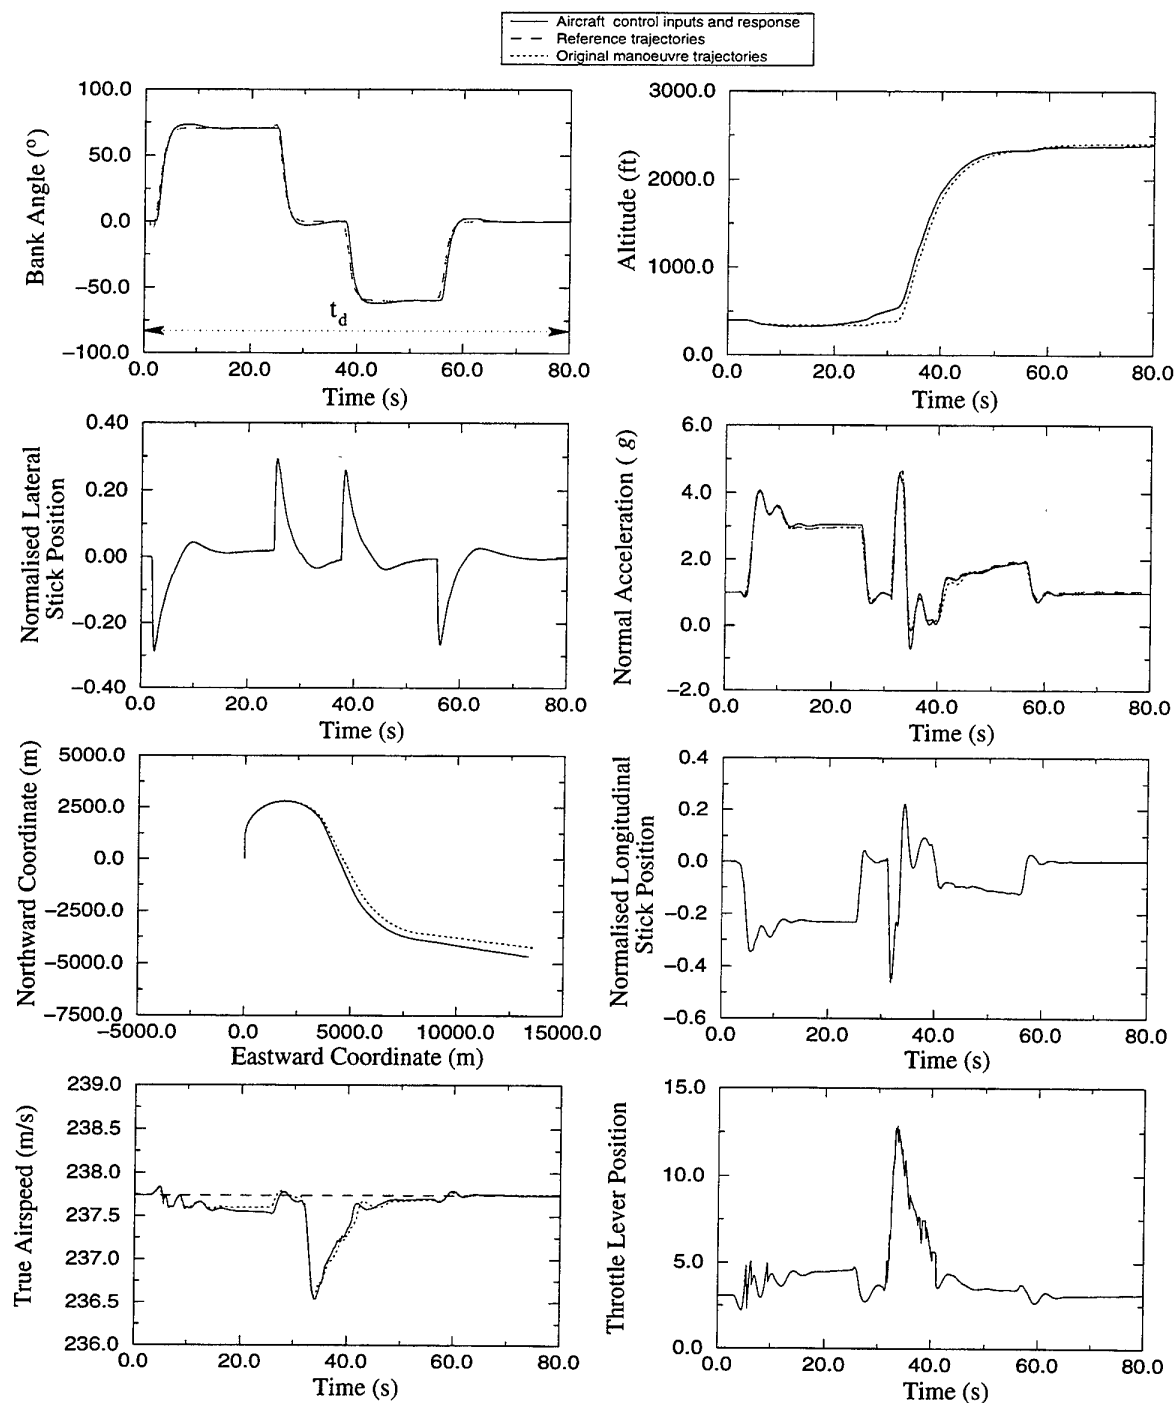 Aircraft control inputs and response
Reference trajectories
Original manoeuvre trajectories
100.0
50.0
0.0
−50.0
−100.0
Bank Angle (º)
t_d
0.0 20.0 40.0 60.0 80.0
Time (s)
3000.0
2000.0
1000.0
0.0
Altitude (ft)
0.0 20.0 40.0 60.0 80.0
Time (s)
0.40
0.20
0.00
−0.20
−0.40
Normalised Lateral
Stick Position
0.0 20.0 40.0 60.0 80.0
Time (s)
6.0
4.0
2.0
0.0
−2.0
Normal Acceleration ( g)
0.0 20.0 40.0 60.0 80.0
Time (s)
5000.0
2500.0
0.0
−2500.0
−5000.0
−7500.0
Northward Coordinate (m)
−5000.0 0.0 5000.0 10000.0 15000.0
Eastward Coordinate (m)
0.4
0.2
0.0
−0.2
−0.4
−0.6
Normalised Longitudinal
Stick Position
0.0 20.0 40.0 60.0 80.0
Time (s)
239.0
238.5
238.0
237.5
237.0
236.5
236.0
True Airspeed (m/s)
0.0 20.0 40.0 60.0 80.0
Time (s)
15.0
10.0
5.0
0.0
Throttle Lever Position
0.0 20.0 40.0 60.0 80.0
Time (s)